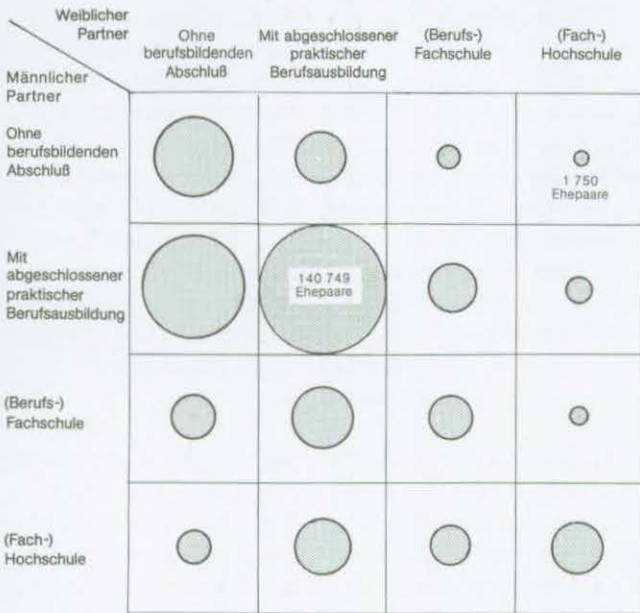 Weiblicher
Partner
Männlicher
Partner
Ohne
berufsbildenden
Abschluß
Mit abgeschlossener
praktischer
Berufsausbildung
(Berufs-)
Fachschule
(Fach-)
Hochschule
Ohne
berufsbildenden
Abschluß
1 750
Ehepaare
Mit
abgeschlossener
praktischer
Berufsausbildung
140 749
Ehepaare
(Berufs-)
Fachschule
(Fach-)
Hochschule